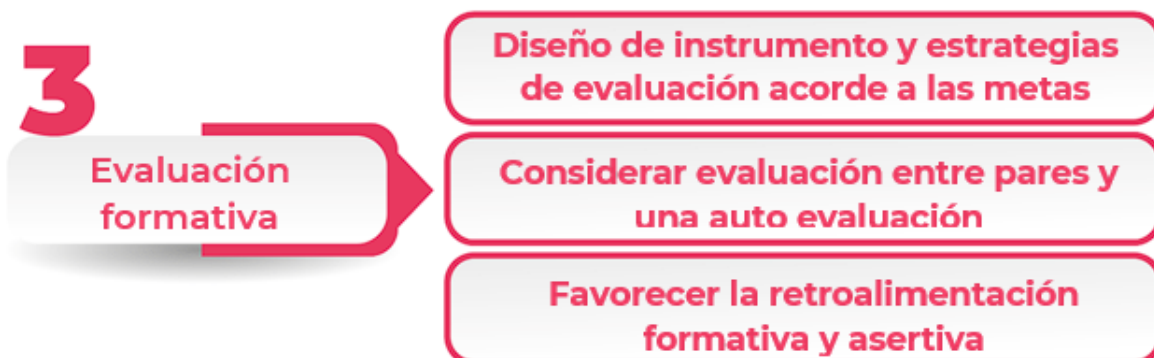 3
Evaluación
formativa
Diseño de instrumento y estrategias
de evaluación acorde a las metas
Considerar evaluación entre pares y
una auto evaluación
Favorecer la retroalimentación
formativa y asertiva